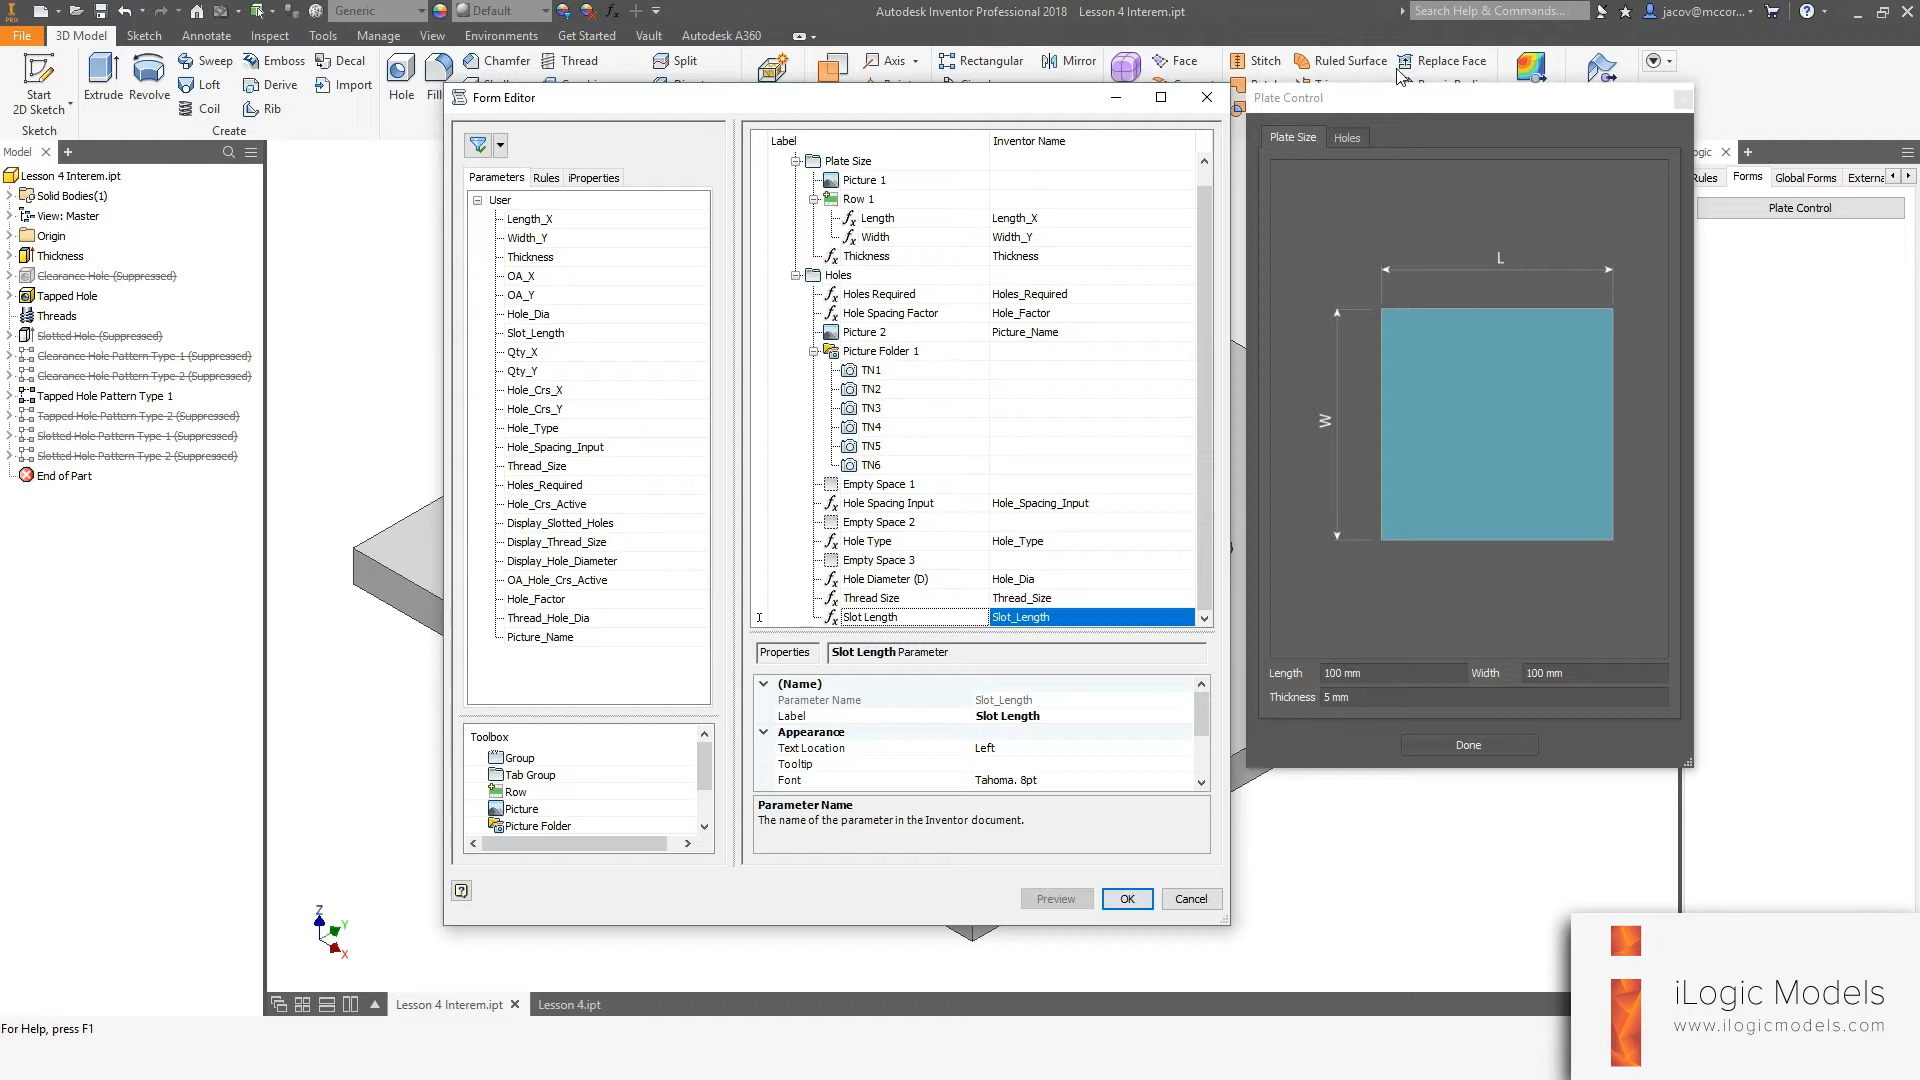 Generic
Default
Autodesk Inventor Professional 2018 Lesson 4 Interem.ipt
Search Help & Commands...
jacov@mccor...
File
3D Model
Sketch
Annotate
Inspect
Tools
Manage
View
Environments
Get Started
Vault
Autodesk A360
Start
2D Sketch
Sketch
Extrude
Revolve
Sweep
Loft
Coil
Emboss
Derive
Rib
Decal
Import
Create
Hole
Chamfer
Thread
Split
Axis
Rectangular
Mirror
Face
Stitch
Ruled Surface
Replace Face
Model
Lesson 4 Interem.ipt
Solid Bodies(1)
View: Master
Origin
Thickness
Clearance Hole (Suppressed)
Tapped Hole
Threads
Slotted Hole (Suppressed)
Clearance Hole Pattern Type 1 (Suppressed)
Clearance Hole Pattern Type 2 (Suppressed)
Tapped Hole Pattern Type 1
Tapped Hole Pattern Type 2 (Suppressed)
Slotted Hole Pattern Type 1 (Suppressed)
Slotted Hole Pattern Type 2 (Suppressed)
End of Part
Form Editor
Parameters
Rules
iProperties
User
Length_X
Width_Y
Thickness
OA_X
OA_Y
Hole_Dia
Slot_Length
Qty_X
Qty_Y
Hole_Crs_X
Hole_Crs_Y
Hole_Type
Hole_Spacing_Input
Thread_Size
Holes_Required
Hole_Crs_Active
Display_Slotted_Holes
Display_Thread_Size
Display_Hole_Diameter
OA_Hole_Crs_Active
Hole_Factor
Thread_Hole_Dia
Picture_Name
Toolbox
Group
Tab Group
Row
Picture
Picture Folder
Label Inventor Name
Plate Size
Picture 1
Row 1
Length Length_X
Width Width_Y
Thickness Thickness
Holes
Holes Required Holes_Required
Hole Spacing Factor Hole_Factor
Picture 2 Picture_Name
Picture Folder 1
TN1
TN2
TN3
TN4
TN5
TN6
Empty Space 1
Hole Spacing Input Hole_Spacing_Input
Empty Space 2
Hole Type Hole_Type
Empty Space 3
Hole Diameter (D) Hole_Dia
Thread Size Thread_Size
Slot Length Slot_Length
Properties Slot Length Parameter
(Name)
Parameter Name Slot_Length
Label Slot Length
Appearance
Text Location Left
Tooltip
Font Tahoma. 8pt
Parameter Name
The name of the parameter in the Inventor document.
Preview
OK
Cancel
Plate Control
Plate Size
Holes
L
W
Length 100 mm Width 100 mm
Thickness 5 mm
Done
Forms
Global Forms
Plate Control
Z
Y
X
Lesson 4 Interem.ipt
Lesson 4.ipt
For Help, press F1
iLogic Models
www.ilogicmodels.com